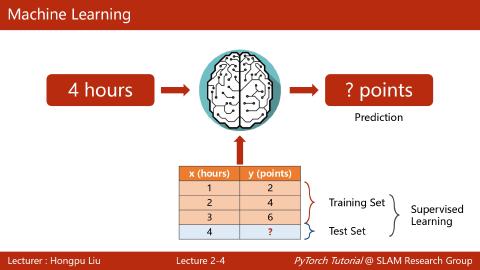 Machine Learning
4 hours
? points
Prediction
x (hours) y (points)
1 2
2 4
3 6
4 ?
Training Set
Test Set
Supervised
Learning
Lecturer : Hongpu Liu Lecture 2-4 PyTorch Tutorial @ SLAM Research Group